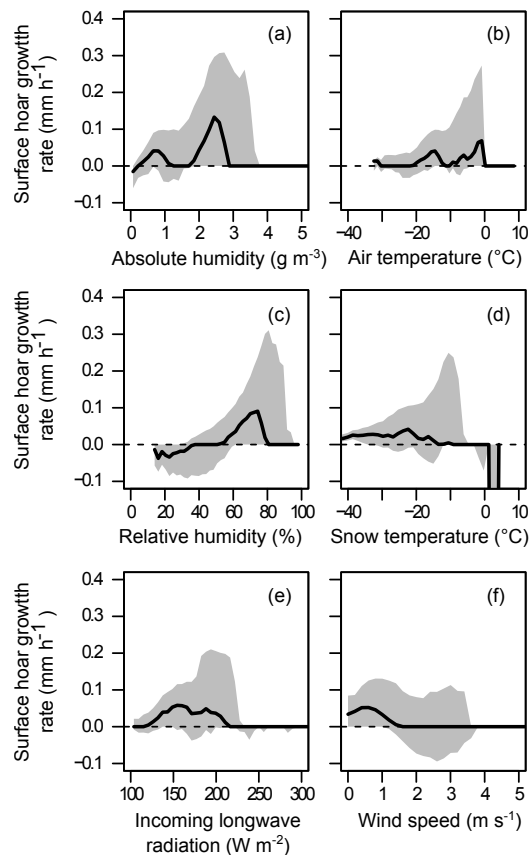 (a)
(b)
Surface hoar growtth
rate (mm h-1)
0.4
0.3
0.2
0.1
0.0
−0.1
0 1 2 3 4 5
−40 −20 0 10
Absolute humidity (g m-3)
Air temperature (°C)
(c)
(d)
Surface hoar growtth
rate (mm h-1)
0.4
0.3
0.2
0.1
0.0
−0.1
0 20 40 60 80 100
−40 −20 0 10
Relative humidity (%)
Snow temperature (°C)
(e)
(f)
Surface hoar growtth
rate (mm h-1)
0.4
0.3
0.2
0.1
0.0
−0.1
100 150 200 250 300
0 1 2 3 4 5
Incoming longwave
radiation (W m-2)
Wind speed (m s-1)